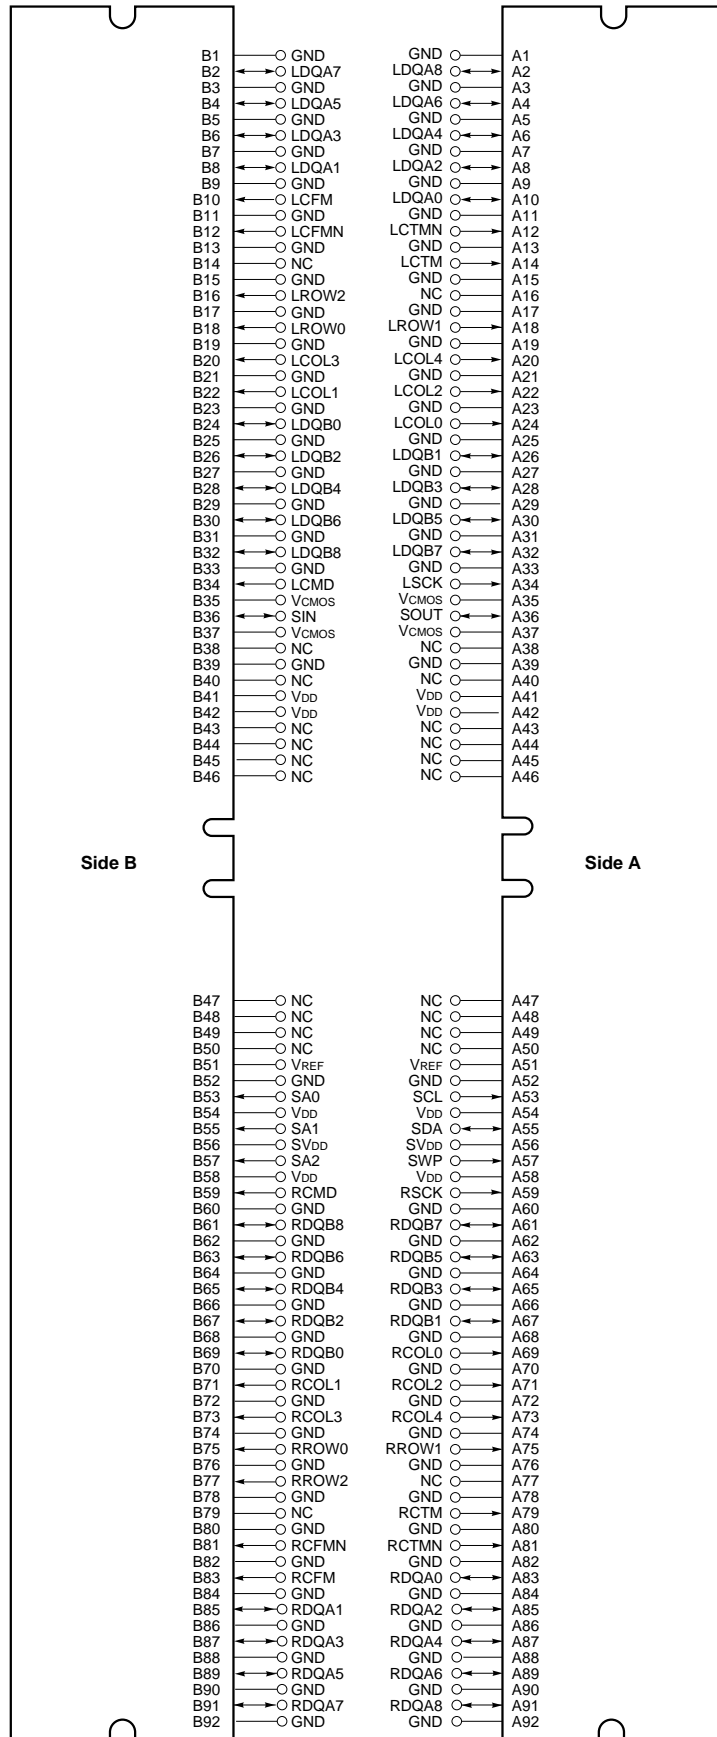 B1 GND GND A1
B2 LDQA7 LDQA8 A2
B3 GND GND A3
B4 LDQA5 LDQA6 A4
B5 GND GND A5
B6 LDQA3 LDQA4 A6
B7 GND GND A7
B8 LDQA1 LDQA2 A8
B9 GND GND A9
B10 LCFM LDQA0 A10
B11 GND GND A11
B12 LCFMN LCTMN A12
B13 GND GND A13
B14 NC LCTM A14
B15 GND GND A15
B16 LROW2 NC A16
B17 GND GND A17
B18 LROW0 LROW1 A18
B19 GND GND A19
B20 LCOL3 LCOL4 A20
B21 GND GND A21
B22 LCOL1 LCOL2 A22
B23 GND GND A23
B24 LDQB0 LCOL0 A24
B25 GND GND A25
B26 LDQB2 LDQB1 A26
B27 GND GND A27
B28 LDQB4 LDQB3 A28
B29 GND GND A29
B30 LDQB6 LDQB5 A30
B31 GND GND A31
B32 LDQB8 LDQB7 A32
B33 GND GND A33
B34 LCMD LSCK A34
B35 VCMOS VCMOS A35
B36 SIN SOUT A36
B37 VCMOS VCMOS A37
B38 NC NC A38
B39 GND GND A39
B40 NC NC A40
B41 VDD VDD A41
B42 VDD VDD A42
B43 NC NC A43
B44 NC NC A44
B45 NC NC A45
B46 NC NC A46
Side B Side A
B47 NC NC A47
B48 NC NC A48
B49 NC NC A49
B50 NC NC A50
B51 VREF VREF A51
B52 GND GND A52
B53 SA0 SCL A53
B54 VDD VDD A54
B55 SA1 SDA A55
B56 SVDD SVDD A56
B57 SA2 SWP A57
B58 VDD VDD A58
B59 RCMD RSCK A59
B60 GND GND A60
B61 RDQB8 RDQB7 A61
B62 GND GND A62
B63 RDQB6 RDQB5 A63
B64 GND GND A64
B65 RDQB4 RDQB3 A65
B66 GND GND A66
B67 RDQB2 RDQB1 A67
B68 GND GND A68
B69 RDQB0 RCOL0 A69
B70 GND GND A70
B71 RCOL1 RCOL2 A71
B72 GND GND A72
B73 RCOL3 RCOL4 A73
B74 GND GND A74
B75 RROW0 RROW1 A75
B76 GND GND A76
B77 RROW2 NC A77
B78 GND GND A78
B79 NC RCTM A79
B80 GND GND A80
B81 RCFMN RCTMN A81
B82 GND GND A82
B83 RCFM RDQA0 A83
B84 GND GND A84
B85 RDQA1 RDQA2 A85
B86 GND GND A86
B87 RDQA3 RDQA4 A87
B88 GND GND A88
B89 RDQA5 RDQA6 A89
B90 GND GND A90
B91 RDQA7 RDQA8 A91
B92 GND GND A92